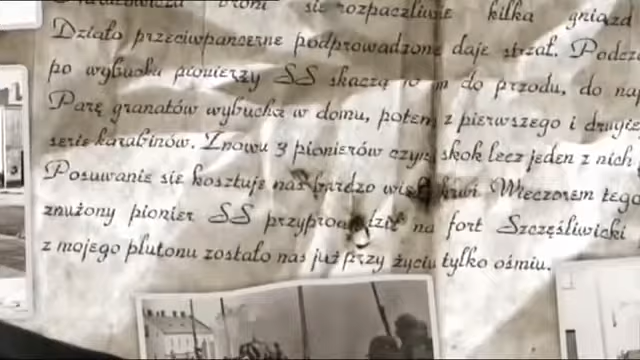 broni się rozpaczliwie kilka gniazd
Działo przeciwpancerne podprowadzone daje strzał.
po wybuchu pionierzy SS skaczą 10 m do przodu, do
Parę granatów wybucha w domu, potem z pierwszego i
serie karabinów. Znowu 3 pionierów czyni skok lecz jeden z nich
Posuwanie się kosztuje nas bardzo wiele krwi. Wieczorem tego
znużony pionier SS przyprowadził na fort Szczęśliwicki
z mojego plutonu zostało nas już przy życiu tylko ośmiu.